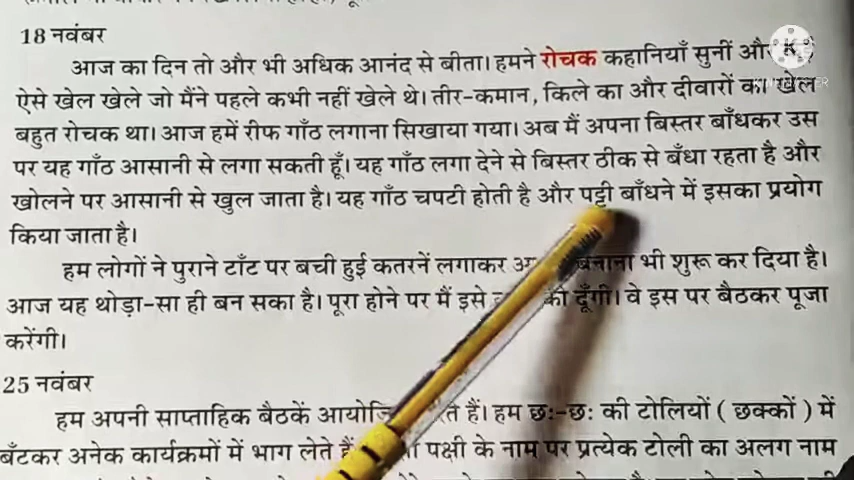 18 नवंबर
आज का दिन तो और भी अधिक आनंद से बीता। हमने रोचक कहानियाँ सुनीं और
ऐसे खेल खेले जो मैंने पहले कभी नहीं खेले थे। तीर-कमान, किले का और दीवारों का खेल
बहुत रोचक था। आज हमें रीफ गाँठ लगाना सिखाया गया। अब मैं अपना बिस्तर बाँधकर उस
पर यह गाँठ आसानी से लगा सकती हूँ। यह गाँठ लगा देने से बिस्तर ठीक से बँधा रहता है और
खोलने पर आसानी से खुल जाता है। यह गाँठ चपटी होती है और पट्टी बाँधने में इसका प्रयोग
किया जाता है।
हम लोगों ने पुराने टाँट पर बची हुई कतरनें लगाकर बनाना भी शुरू कर दिया है।
आज यह थोड़ा-सा ही बन सका है। पूरा होने पर मैं इसे को दूँगी। वे इस पर बैठकर पूजा
करेंगी।
25 नवंबर
हम अपनी साप्ताहिक बैठकें हैं। हम छः-छः की टोलियों ( छक्कों ) में
बँटकर अनेक कार्यक्रमों में भाग लेते पक्षी के नाम पर प्रत्येक टोली का अलग नाम